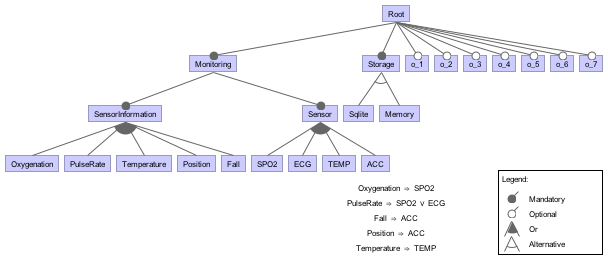 Root
Monitoring
Storage
o_1
o_2
o_3
o_4
o_5
o_6
o_7
SensorInformation
Sensor
Sqlite
Memory
Oxygenation
PulseRate
Temperature
Position
Fall
SPO2
ECG
TEMP
ACC
Oxygenation ⇒ SPO2
PulseRate ⇒ SPO2 ∨ ECG
Fall ⇒ ACC
Position ⇒ ACC
Temperature ⇒ TEMP
Legend:
Mandatory
Optional
Or
Alternative